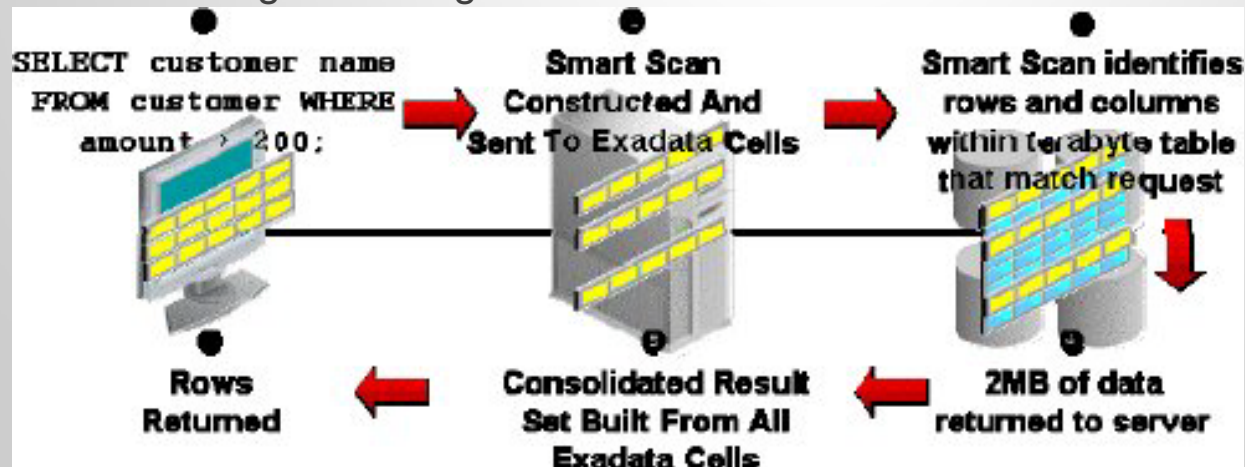 SELECT customer name
FROM customer WHERE
amount > 200;
Smart Scan
Constructed And
Sent To Exadata Cells
Smart Scan identifies
rows and columns
within terabyte table
that match request
2MB of data
returned to server
Consolidated Result
Set Built From All
Exadata Cells
Rows
Returned